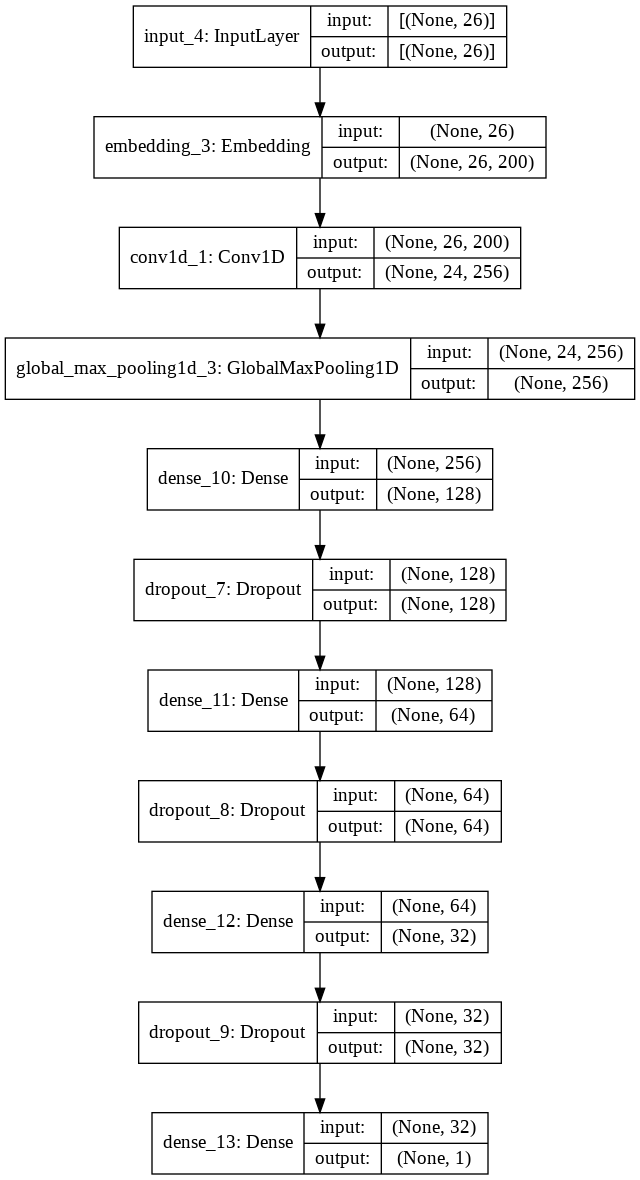 input_4: InputLayer
input: [(None, 26)]
output: [(None, 26)]
embedding_3: Embedding
input: (None, 26)
output: (None, 26, 200)
conv1d_1: Conv1D
input: (None, 26, 200)
output: (None, 24, 256)
global_max_pooling1d_3: GlobalMaxPooling1D
input: (None, 24, 256)
output: (None, 256)
dense_10: Dense
input: (None, 256)
output: (None, 128)
dropout_7: Dropout
input: (None, 128)
output: (None, 128)
dense_11: Dense
input: (None, 128)
output: (None, 64)
dropout_8: Dropout
input: (None, 64)
output: (None, 64)
dense_12: Dense
input: (None, 64)
output: (None, 32)
dropout_9: Dropout
input: (None, 32)
output: (None, 32)
dense_13: Dense
input: (None, 32)
output: (None, 1)